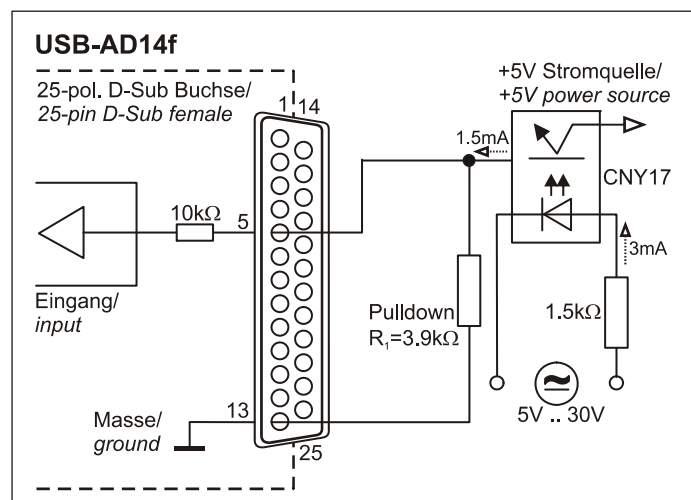 USB-AD14f
25-pol. D-Sub Buchse/
25-pin D-Sub female
1 14
+5V Stromquelle/
+5V power source
1.5mA
CNY17
10kΩ
5
3mA
Eingang/
input
Pulldown
R₁=3.9kΩ
1.5kΩ
Masse/
ground
13
25
5V .. 30V